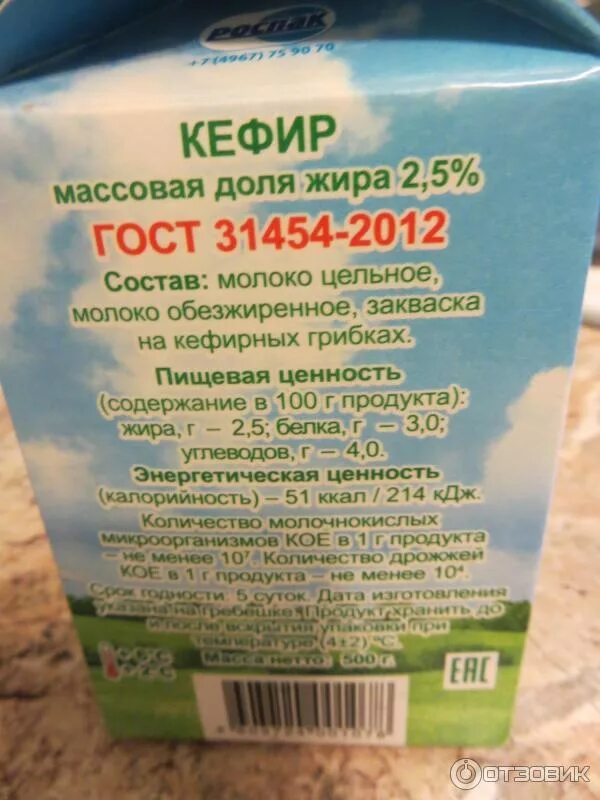 РОСПАК
+7(4967) 75 90 70
КЕФИР
массовая доля жира 2,5%
ГОСТ 31454-2012
Состав: молоко цельное,
молоко обезжиренное, закваска
на кефирных грибках.
Пищевая ценность
(содержание в 100 г продукта):
жира, г — 2,5; белка, г — 3,0;
углеводов, г — 4,0.
Энергетическая ценность
(калорийность) – 51 ккал / 214 кДж.
Количество молочнокислых
микроорганизмов КОЕ в 1 г продукта
– не менее 10⁷. Количество дрожжей
КОЕ в 1 г продукта – не менее 10⁴.
Срок годности: 5 суток. Дата изготовления
указана на гребешке. Продукт хранить до
и после вскрытия упаковки при
температуре (4±2) °С.
Масса нетто: 500 г.
+6°C
+2°C
EAC
ОТЗОВИК